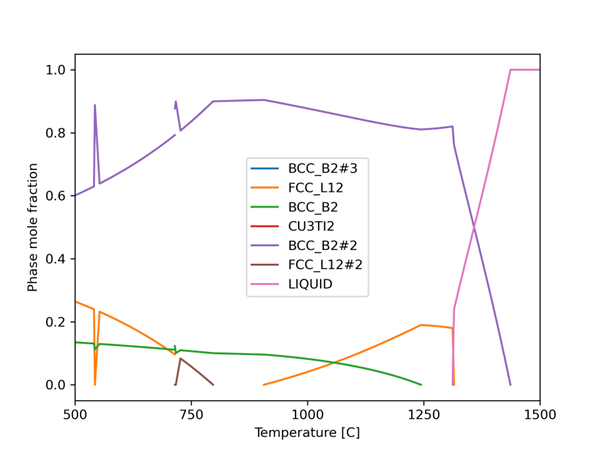 1.0
0.8
0.6
0.4
0.2
0.0
Phase mole fraction
BCC_B2#3
FCC_L12
BCC_B2
CU3TI2
BCC_B2#2
FCC_L12#2
LIQUID
500 750 1000 1250 1500
Temperature [C]